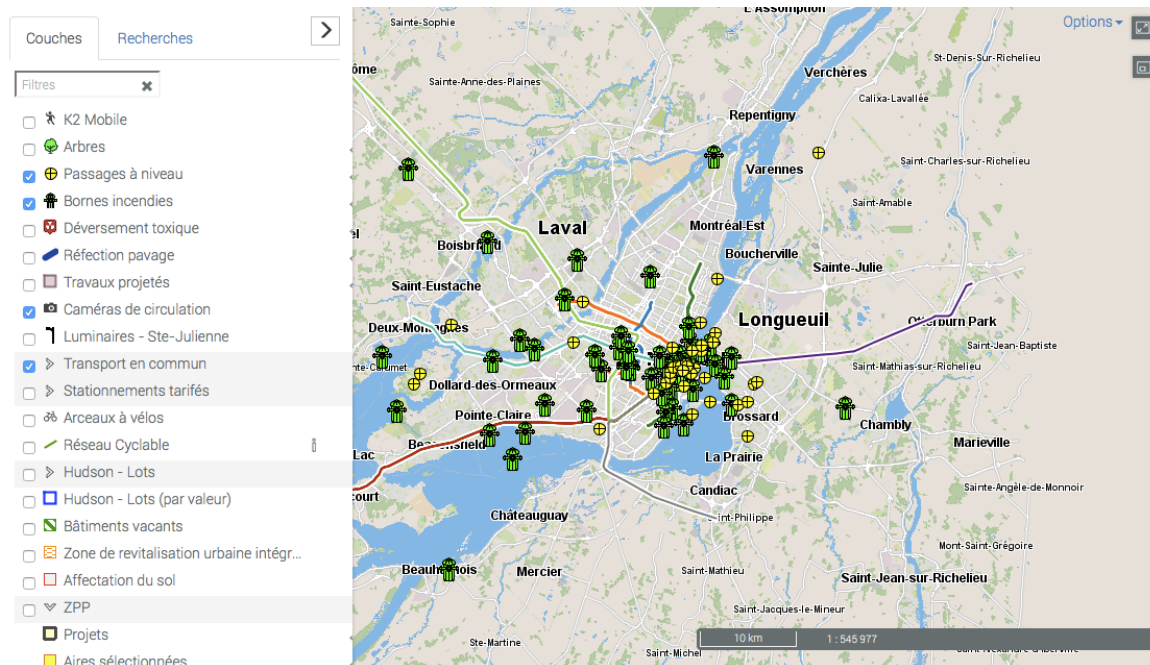 Couches
Recherches
Filtres
K2 Mobile
Arbres
Passages à niveau
Bornes incendies
Déversement toxique
Réfection pavage
Travaux projetés
Caméras de circulation
Luminaires - Ste-Julienne
Transport en commun
Stationnements tarifés
Arceaux à vélos
Réseau Cyclable
Hudson - Lots
Hudson - Lots (par valeur)
Bâtiments vacants
Zone de revitalisation urbaine intégr...
Affectation du sol
ZPP
Projets
Aires sélectionnées
Options
Sainte-Sophie
L'Assomption
St-Denis-sur-Richelieu
Verchères
Sainte-Anne-des-Plaines
Calixa-Lavallée
Repentigny
Saint-Charles-sur-Richelieu
Varennes
Saint-Amable
Laval
Montréal-Est
Boucherville
Sainte-Julie
Saint-Eustache
Longueuil
Otterburn Park
Deux-Montagnes
Saint-Jean-Baptiste
Saint-Mathias-sur-Richelieu
Dollard-des-Ormeaux
Pointe-Claire
Brossard
Chambly
Marieville
Lac
La Prairie
Candiac
Sainte-Angèle-de-Monnoir
Châteauguay
Saint-Philippe
Mont-Saint-Grégoire
Mercier
Saint-Mathieu
Saint-Jean-sur-Richelieu
Saint-Jacques-le-Mineur
Ste-Martine
10 km
1 : 545 977
Saint-Michel